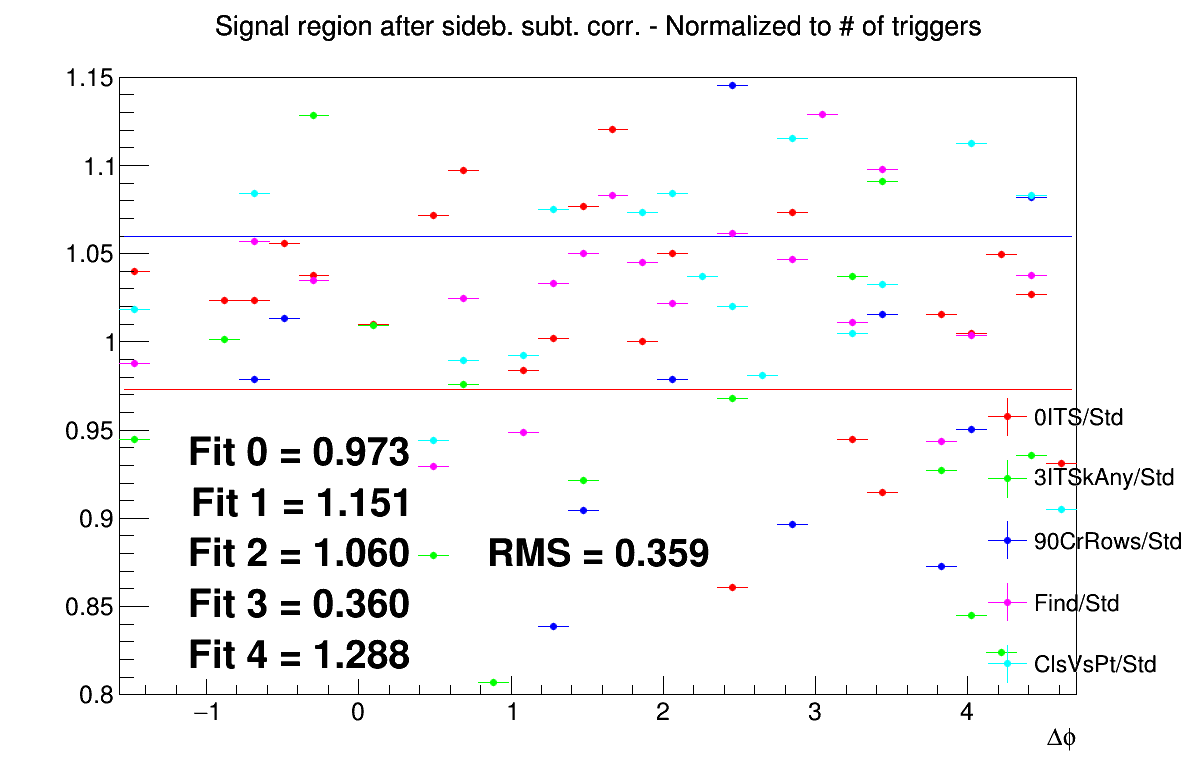 Signal region after sideb. subt. corr. - Normalized to # of triggers
1.15
1.1
1.05
1
0.95
0.9
0.85
0.8
Fit 0 = 0.973
Fit 1 = 1.151
Fit 2 = 1.060
RMS = 0.359
Fit 3 = 0.360
Fit 4 = 1.288
0ITS/Std
3ITSkAny/Std
90CrRows/Std
Find/Std
ClsVsPt/Std
−1
0
1
2
3
4
Δϕ